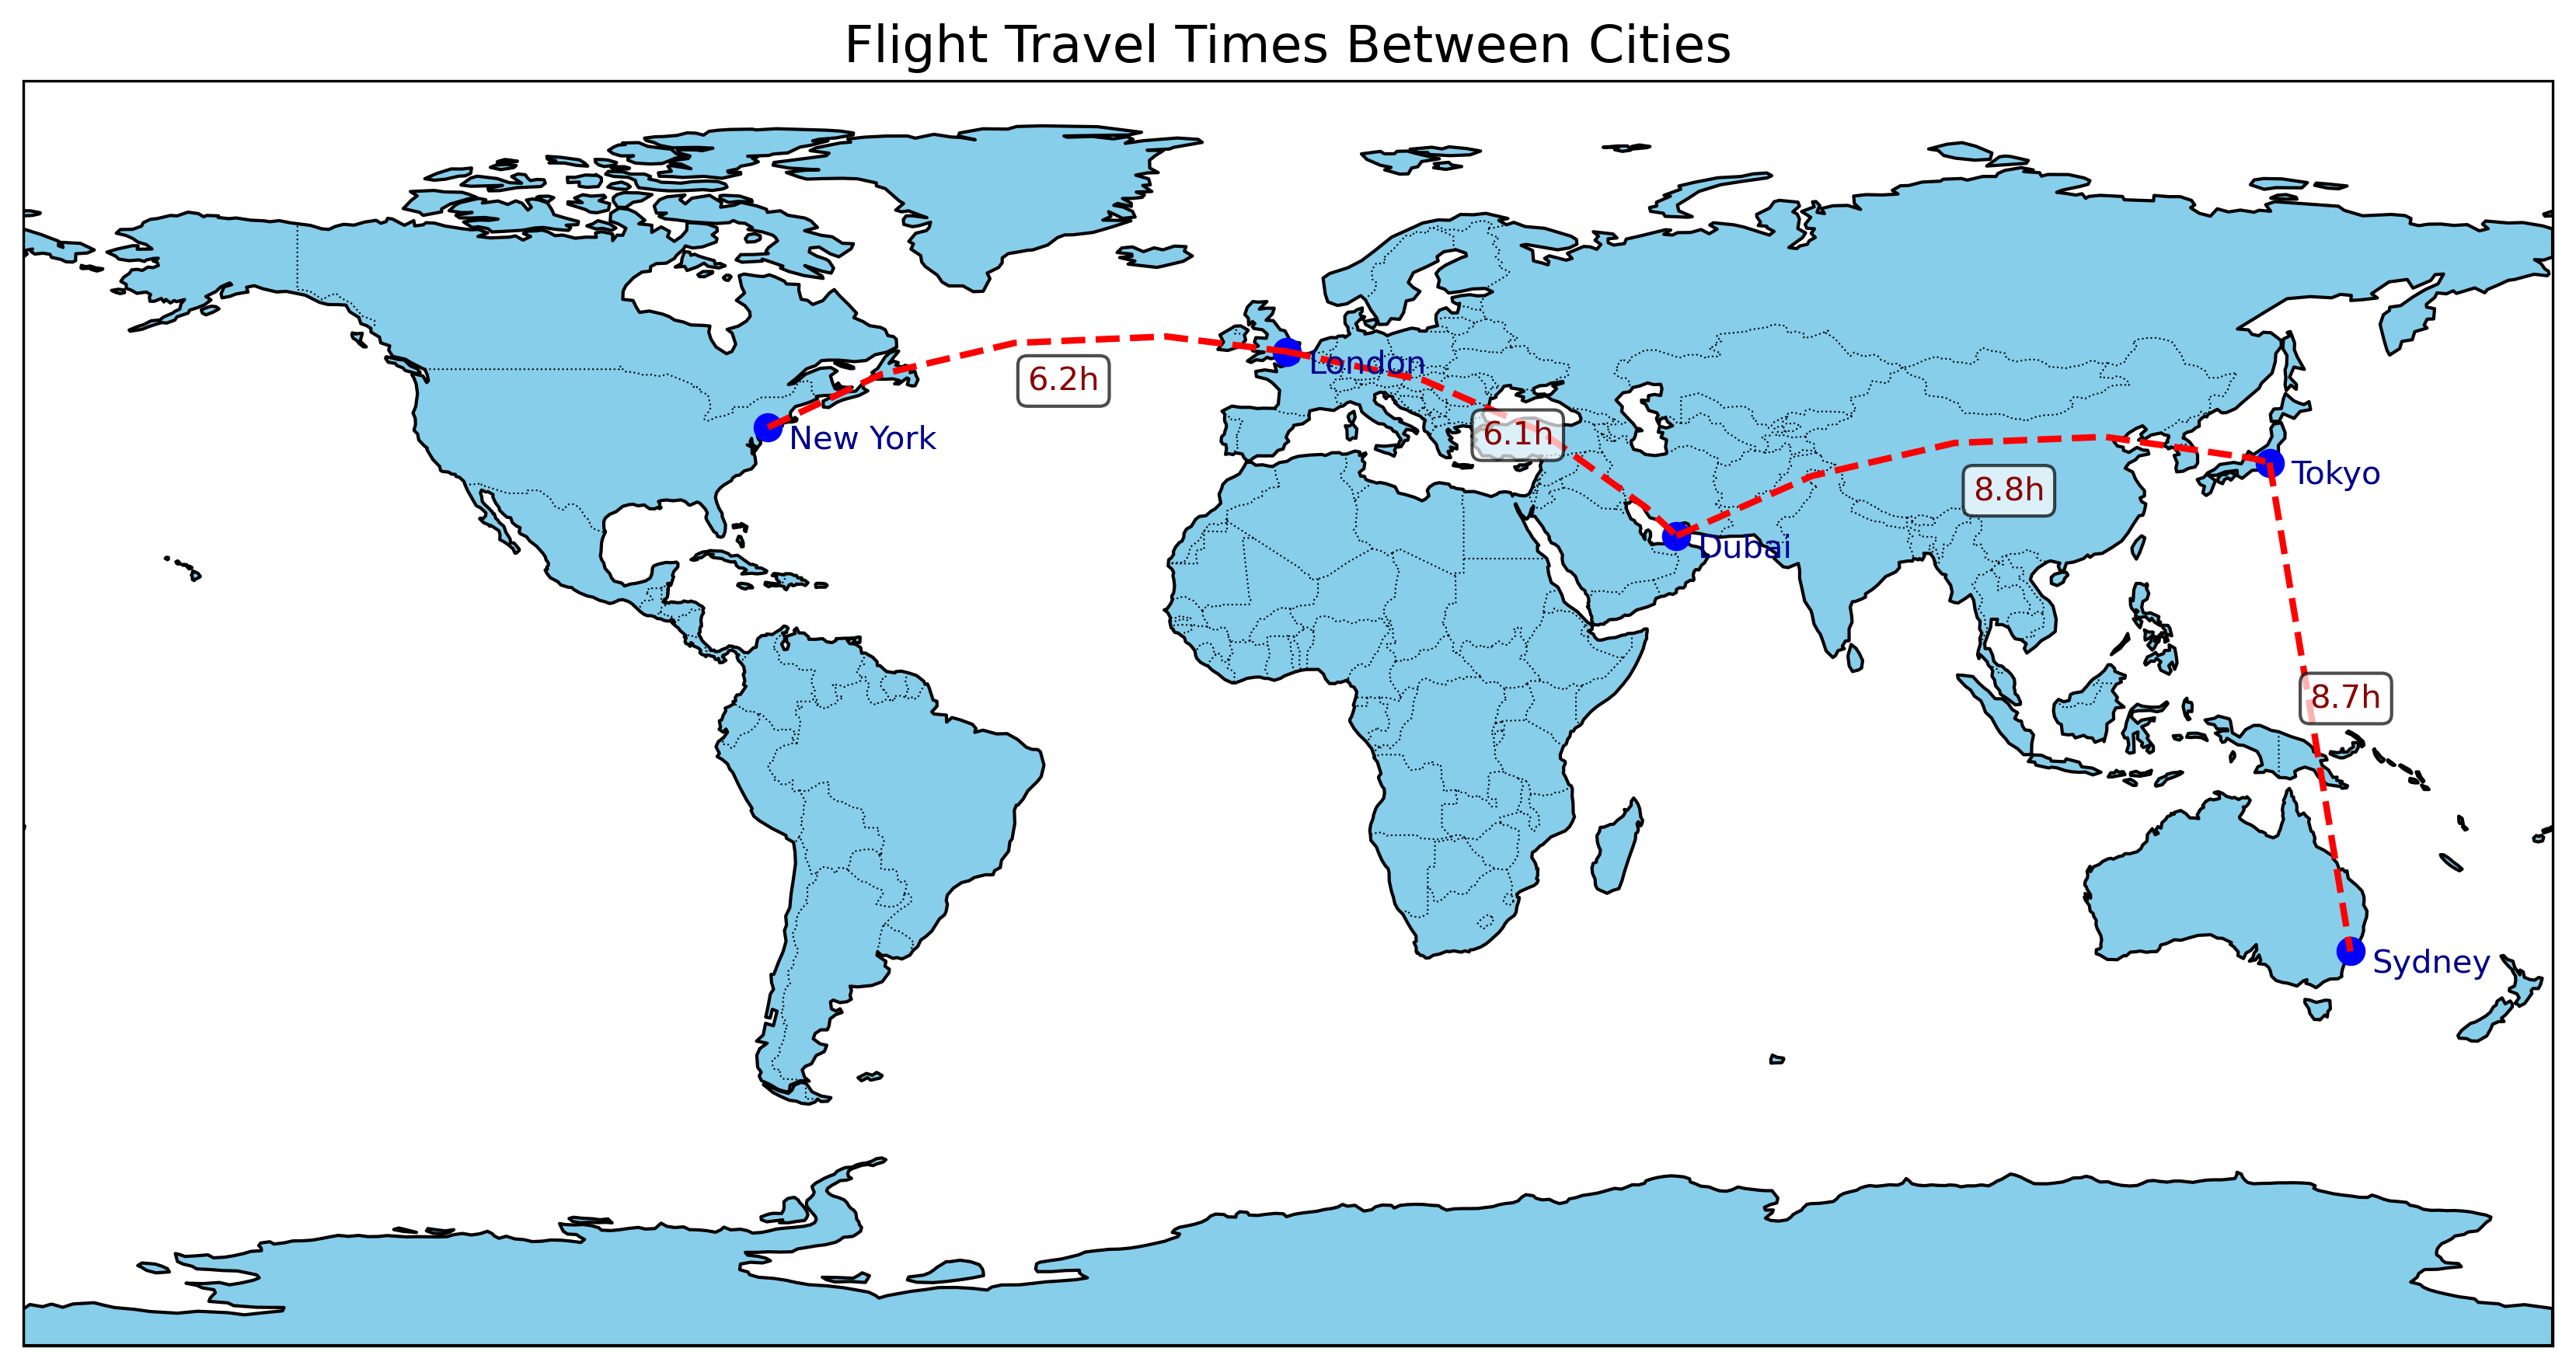 Flight Travel Times Between Cities
London
6.2h
New York
6.1h
Tokyo
8.8h
Dubai
8.7h
Sydney